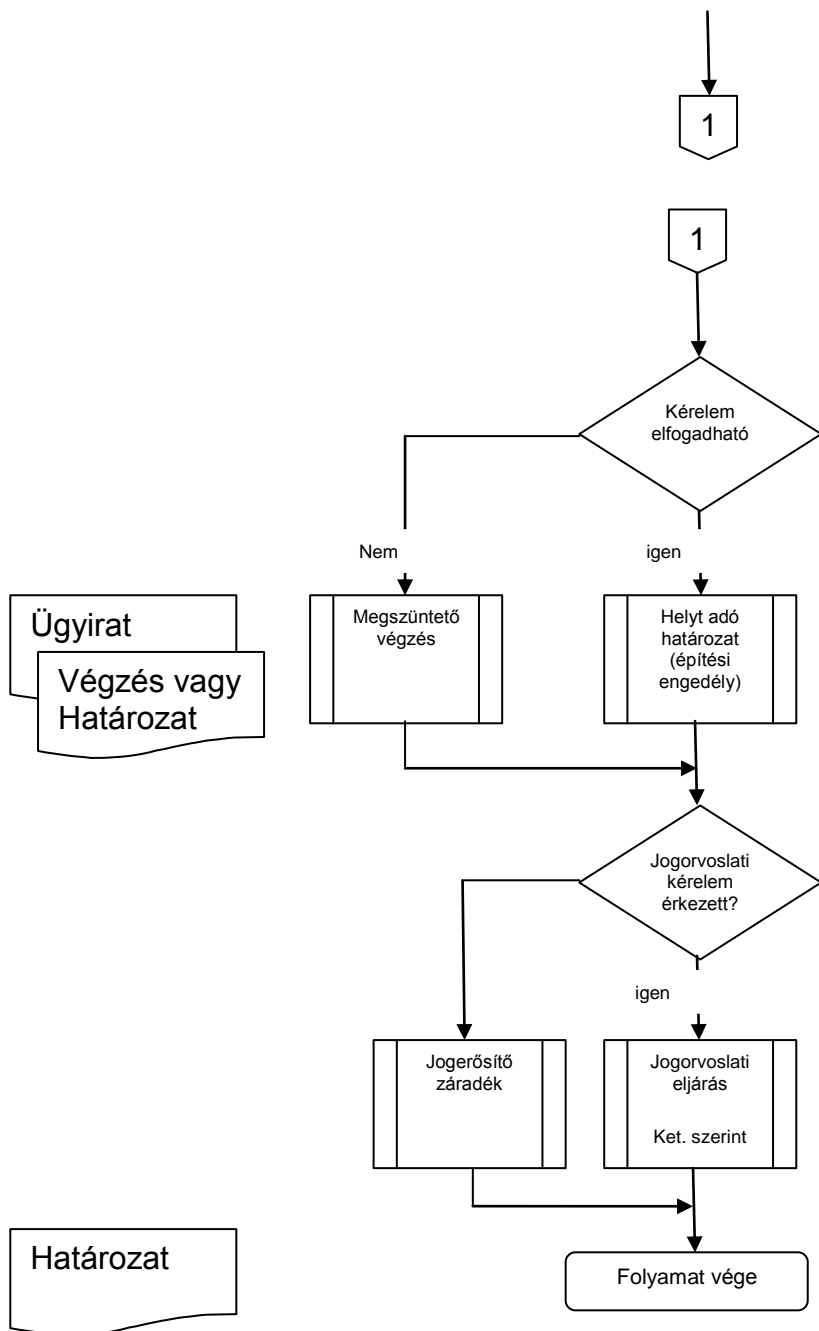 1
1
Kérelem
elfogadható
Nem
igen
Ügyirat
Végzés vagy
Határozat
Megszüntető
végzés
Helyt adó
határozat
(építési
engedély)
Jogorvoslati
kérelem
érkezett?
igen
Jogerősítő
záradék
Jogorvoslati
eljárás
Ket. szerint
Határozat
Folyamat vége